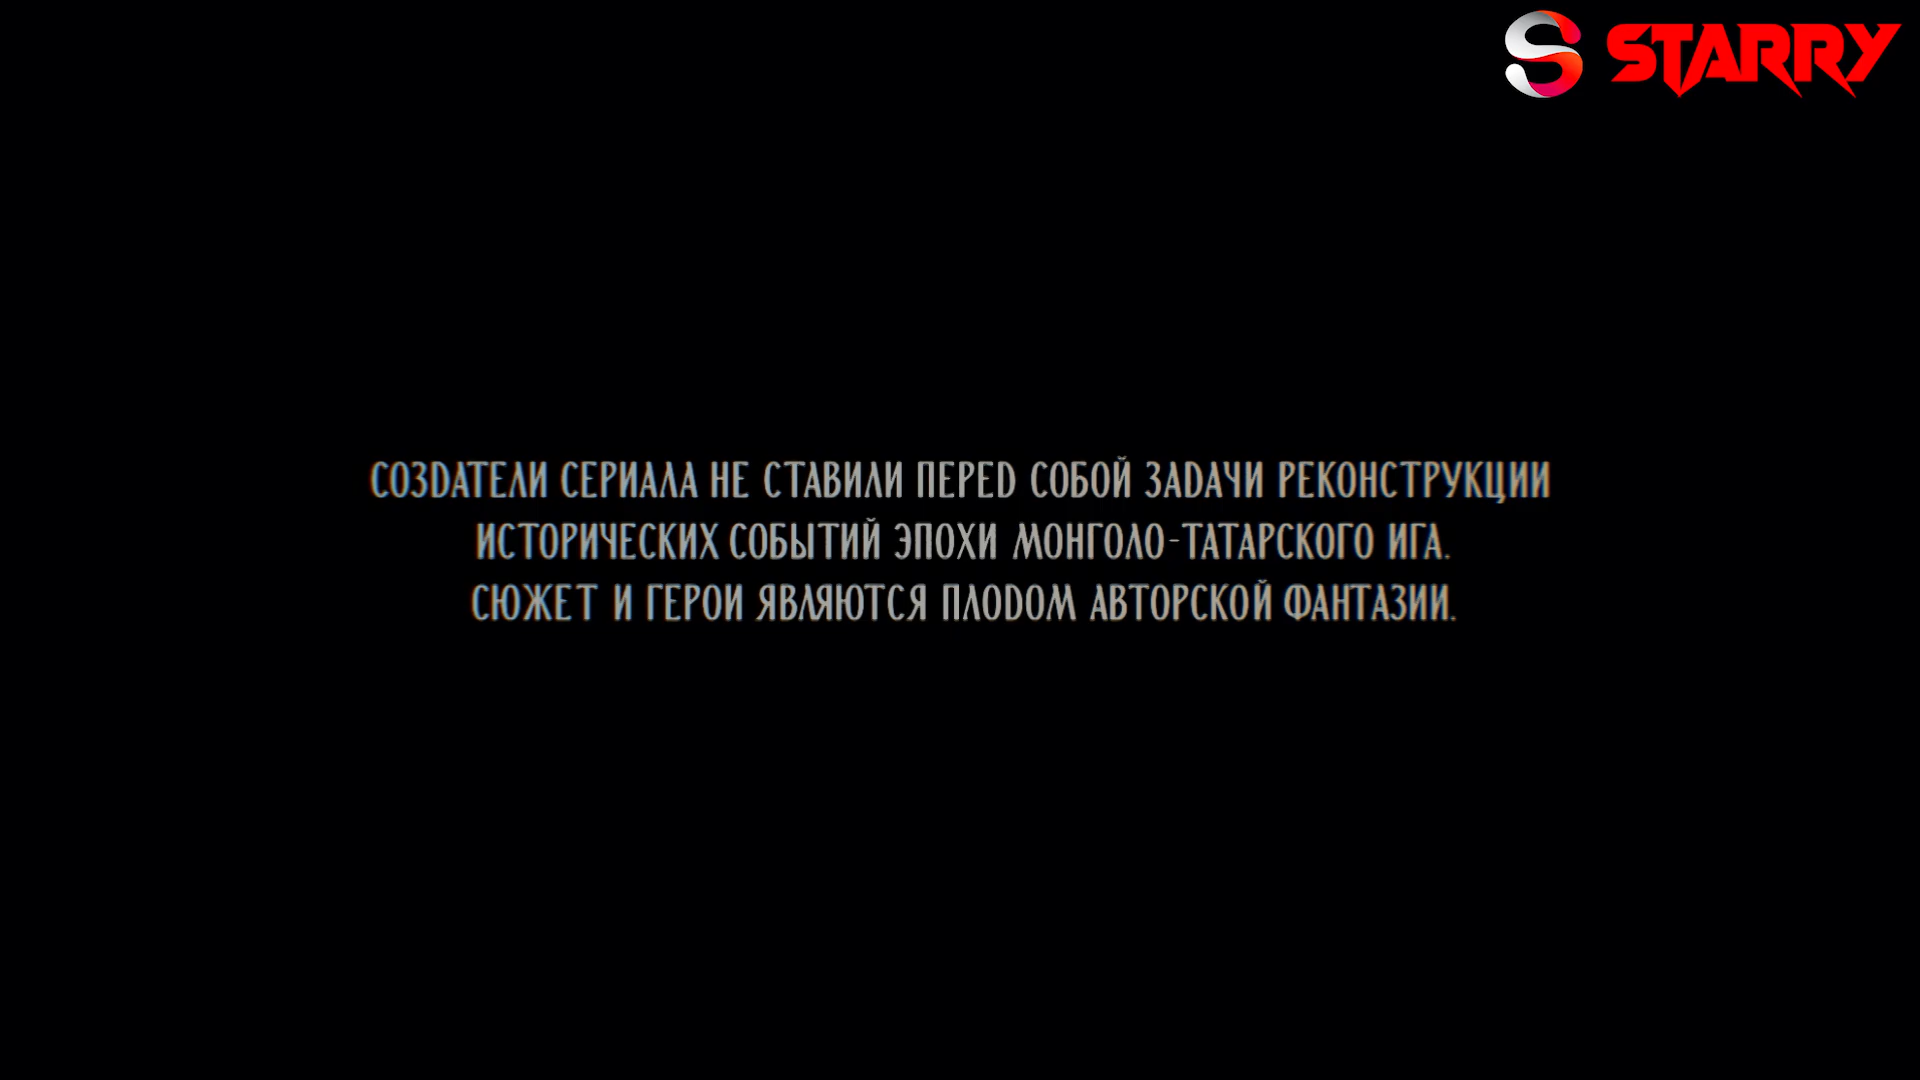 STARRY
СОЗДАТЕЛИ СЕРИАЛА НЕ СТАВИЛИ ПЕРЕД СОБОЙ ЗАДАЧИ РЕКОНСТРУКЦИИ
ИСТОРИЧЕСКИХ СОБЫТИЙ ЭПОХИ МОНГОЛО-ТАТАРСКОГО ИГА.
СЮЖЕТ И ГЕРОИ ЯВЛЯЮТСЯ ПЛОДОМ АВТОРСКОЙ ФАНТАЗИИ.